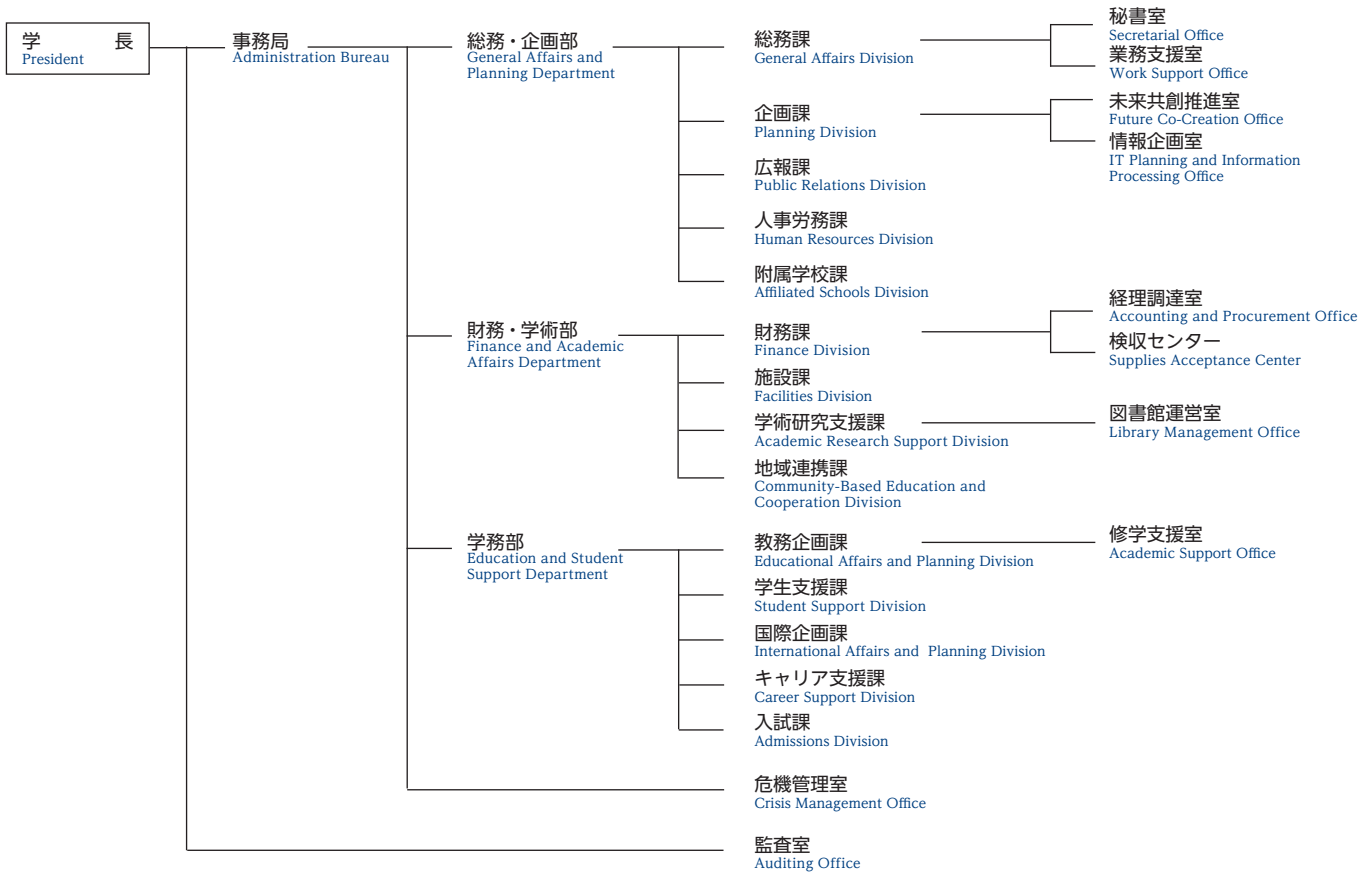 学 長
President
事務局
Administration Bureau
総務・企画部
General Affairs and
Planning Department
総務課
General Affairs Division
秘書室
Secretarial Office
業務支援室
Work Support Office
企画課
Planning Division
未来共創推進室
Future Co-Creation Office
情報企画室
IT Planning and Information
Processing Office
広報課
Public Relations Division
人事労務課
Human Resources Division
附属学校課
Affiliated Schools Division
財務・学術部
Finance and Academic
Affairs Department
財務課
Finance Division
経理調達室
Accounting and Procurement Office
検収センター
Supplies Acceptance Center
施設課
Facilities Division
学術研究支援課
Academic Research Support Division
図書館運営室
Library Management Office
地域連携課
Community-Based Education and
Cooperation Division
学務部
Education and Student
Support Department
教務企画課
Educational Affairs and Planning Division
修学支援室
Academic Support Office
学生支援課
Student Support Division
国際企画課
International Affairs and Planning Division
キャリア支援課
Career Support Division
入試課
Admissions Division
危機管理室
Crisis Management Office
監査室
Auditing Office